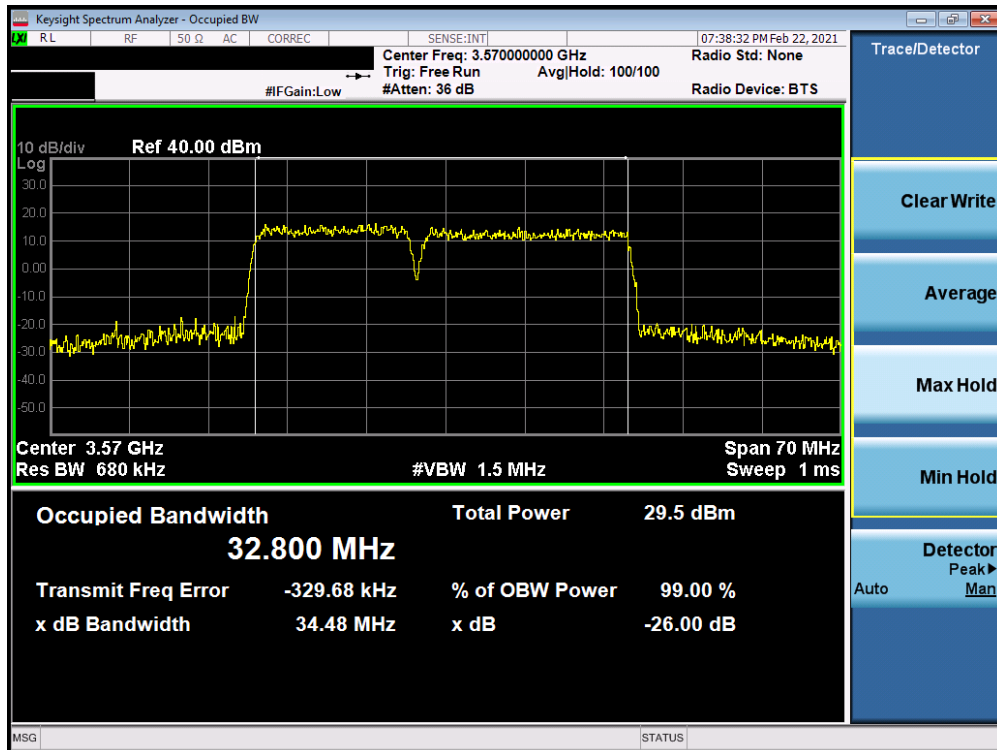 Keysight Spectrum Analyzer - Occupied BW
LXI RL RF 50 Ω AC CORREC SENSE:INT 07:38:32 PM Feb 22, 2021
Center Freq: 3.570000000 GHz Radio Std: None
Trig: Free Run Avg|Hold: 100/100
#IFGain:Low #Atten: 36 dB Radio Device: BTS
10 dB/div Ref 40.00 dBm
Log
30.0
20.0
10.0
0.00
-10.0
-20.0
-30.0
-40.0
-50.0
Center 3.57 GHz Span 70 MHz
Res BW 680 kHz #VBW 1.5 MHz Sweep 1 ms
Occupied Bandwidth Total Power 29.5 dBm
32.800 MHz
Transmit Freq Error -329.68 kHz % of OBW Power 99.00 %
x dB Bandwidth 34.48 MHz x dB -26.00 dB
MSG STATUS
Trace/Detector
Clear Write
Average
Max Hold
Min Hold
Detector
Peak▶
Auto Man